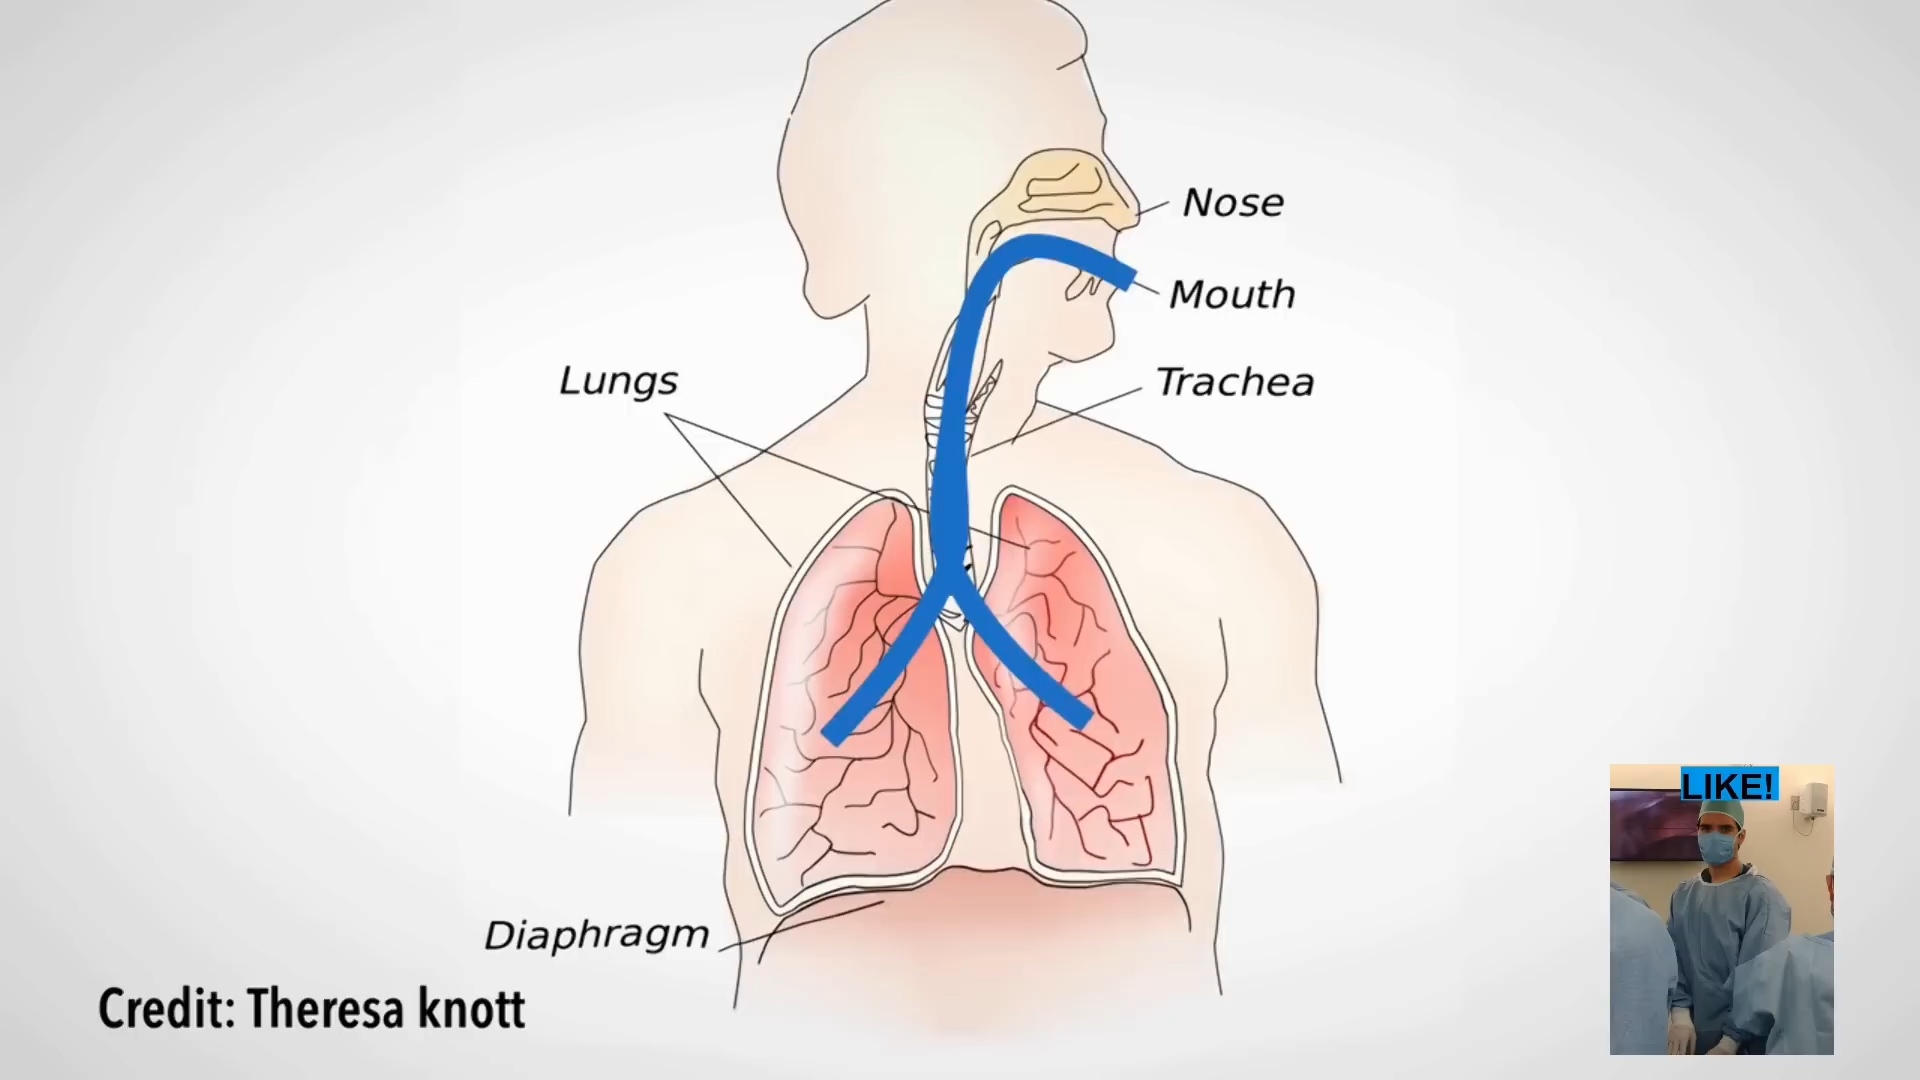 Nose
Mouth
Lungs
Trachea
Diaphragm
LIKE!
Credit: Theresa knott